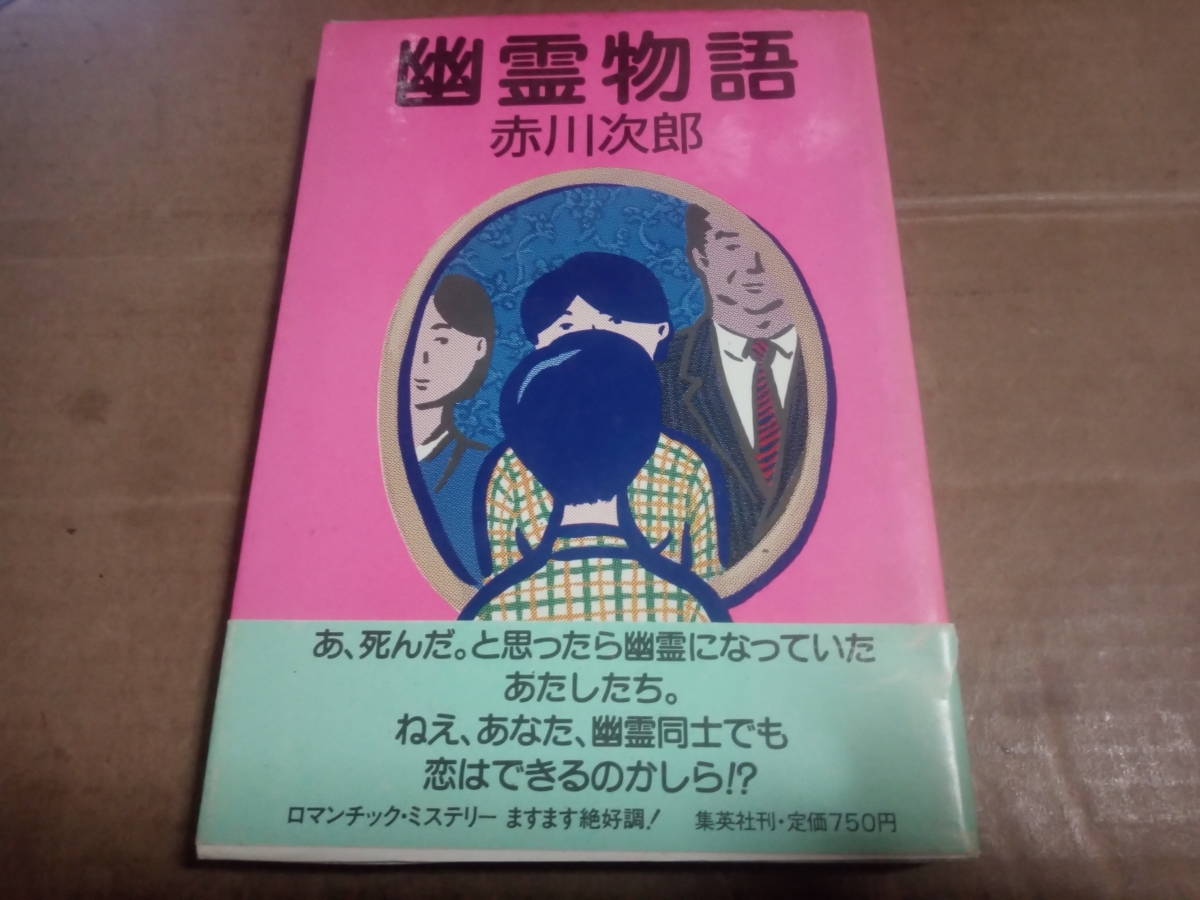 幽霊物語
赤川次郎
あ、死んだ。と思ったら幽霊になっていた
あたしたち。
ねえ、あなた、幽霊同士でも
恋はできるのかしら!?
ロマンチック・ミステリー ますます絶好調! 集英社刊・定価750円